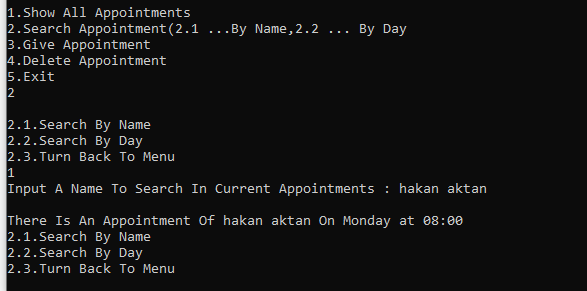 1.Show All Appointments
2.Search Appointment(2.1 ...By Name,2.2 ... By Day
3.Give Appointment
4.Delete Appointment
5.Exit
2
2.1.Search By Name
2.2.Search By Day
2.3.Turn Back To Menu
1
Input A Name To Search In Current Appointments : hakan aktan
There Is An Appointment Of hakan aktan On Monday at 08:00
2.1.Search By Name
2.2.Search By Day
2.3.Turn Back To Menu